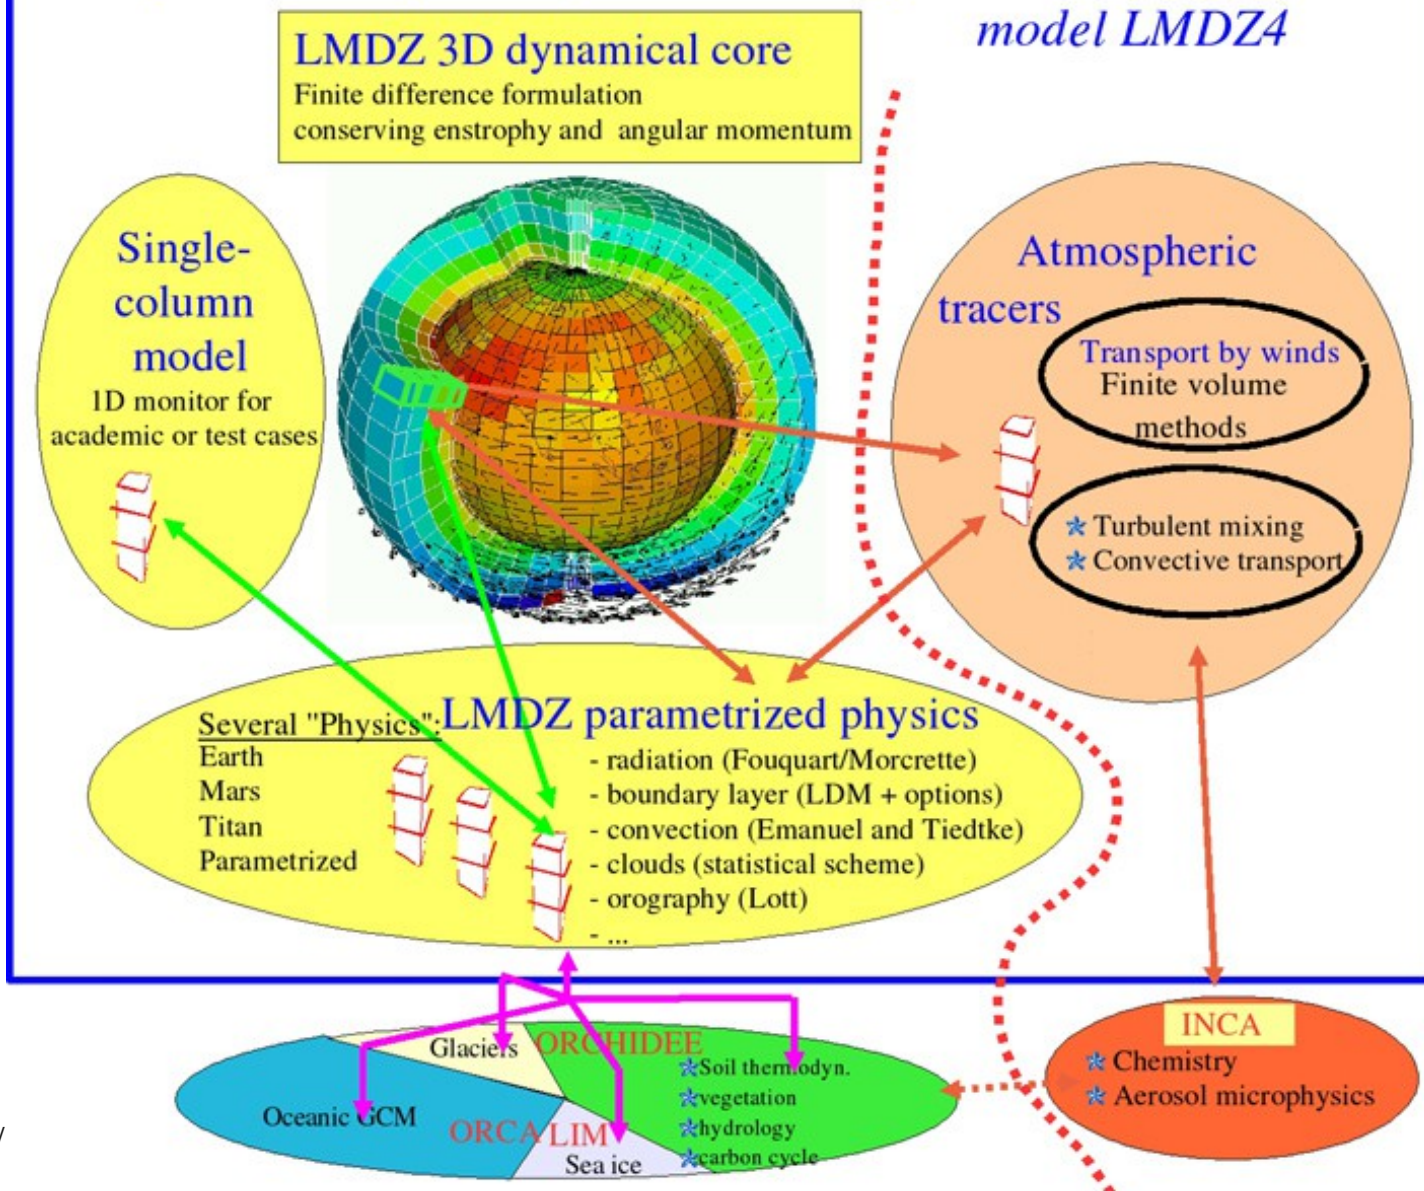 model LMDZ4
LMDZ 3D dynamical core
Finite difference formulation
conserving enstrophy and angular momentum
Single-
column
model
1D monitor for
academic or test cases
Atmospheric
tracers
Transport by winds
Finite volume
methods
Turbulent mixing
Convective transport
LMDZ parametrized physics
Several "Physics":
Earth
Mars
Titan
Parametrized
- radiation (Fouquart/Morcrette)
- boundary layer (LDM + options)
- convection (Emanuel and Tiedtke)
- clouds (statistical scheme)
- orography (Lott)
- ...
Glaciers
ORCHIDEE
Soil thermodyn.
vegetation
hydrology
carbon cycle
Oceanic GCM
ORCA LIM
Sea ice
INCA
Chemistry
Aerosol microphysics
/